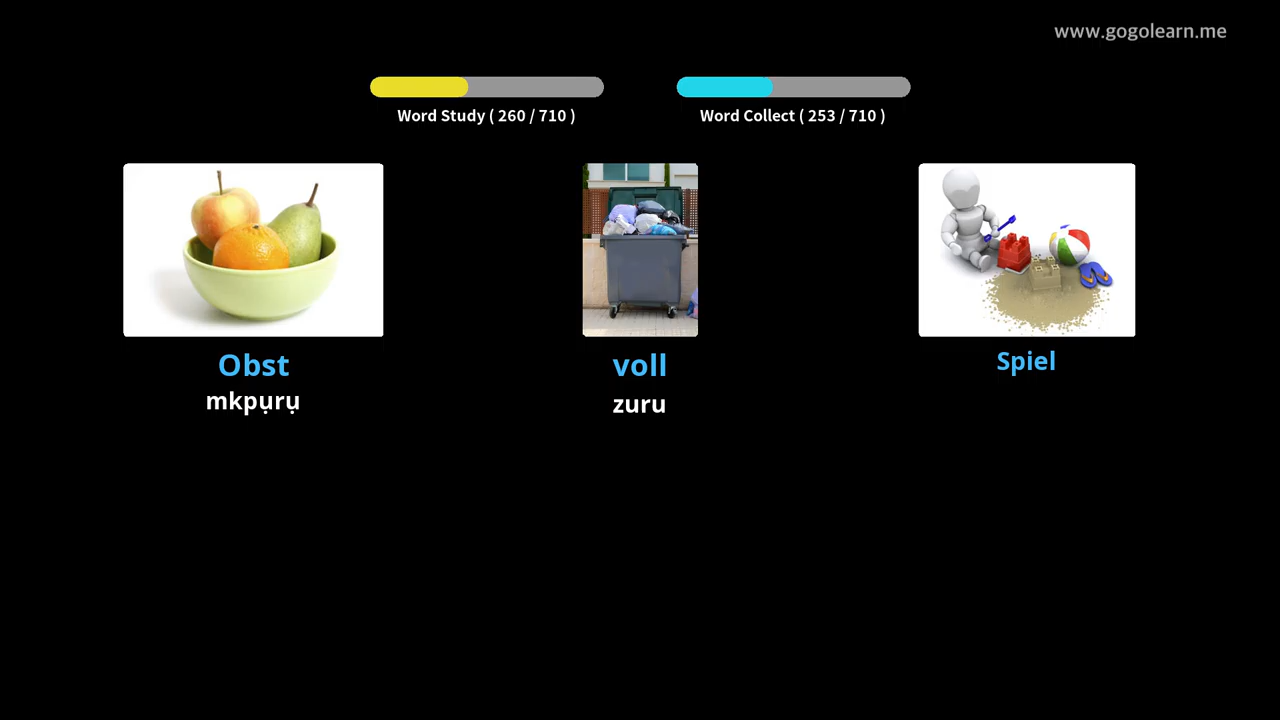 www.gogolearn.me
Word Study ( 260 / 710 )
Word Collect ( 253 / 710 )
Obst
mkpụrụ
voll
zuru
Spiel